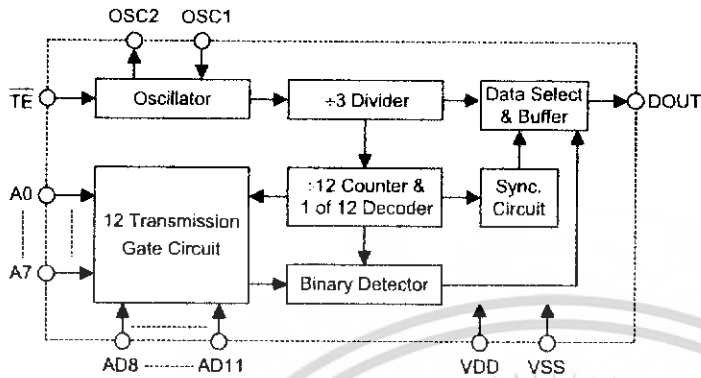 OSC2 OSC1
TE
Oscillator
÷3 Divider
Data Select
& Buffer
DOUT
A0
A7
12 Transmission
Gate Circuit
÷12 Counter &
1 of 12 Decoder
Sync.
Circuit
Binary Detector
AD8 AD11
VDD VSS